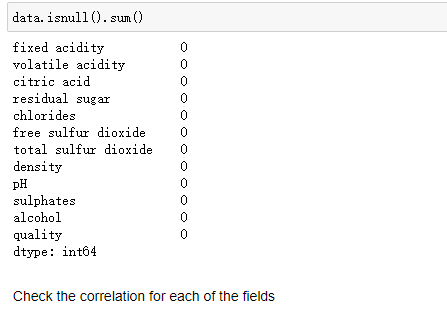 data.isnull().sum()
fixed acidity 0
volatile acidity 0
citric acid 0
residual sugar 0
chlorides 0
free sulfur dioxide 0
total sulfur dioxide 0
density 0
pH 0
sulphates 0
alcohol 0
quality 0
dtype: int64
Check the correlation for each of the fields